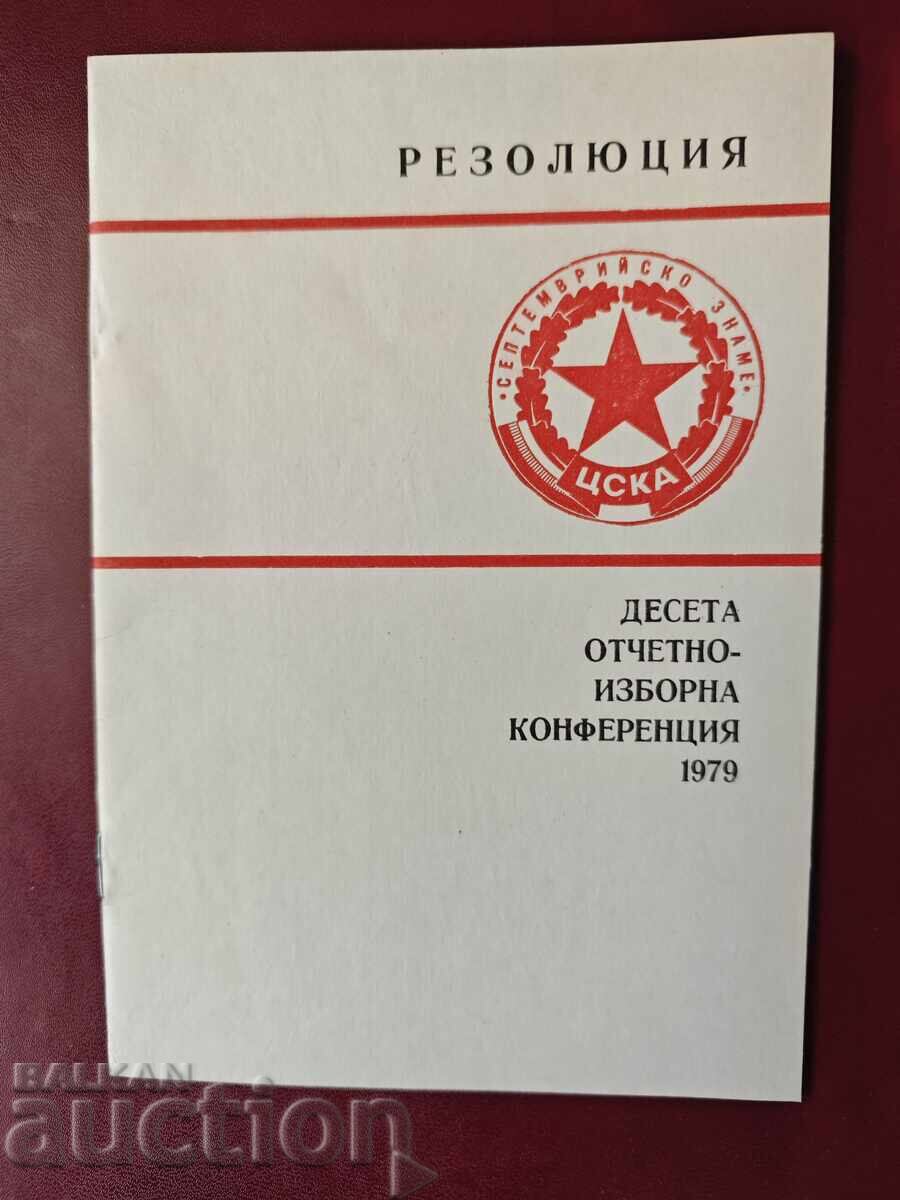 РЕЗОЛЮЦИЯ
• СЕПТЕМВРИЙСКО ЗНАМЕ •
ЦСКА
ДЕСЕТА
ОТЧЕТНО-
ИЗБОРНА
КОНФЕРЕНЦИЯ
1979
BALKAN
auction